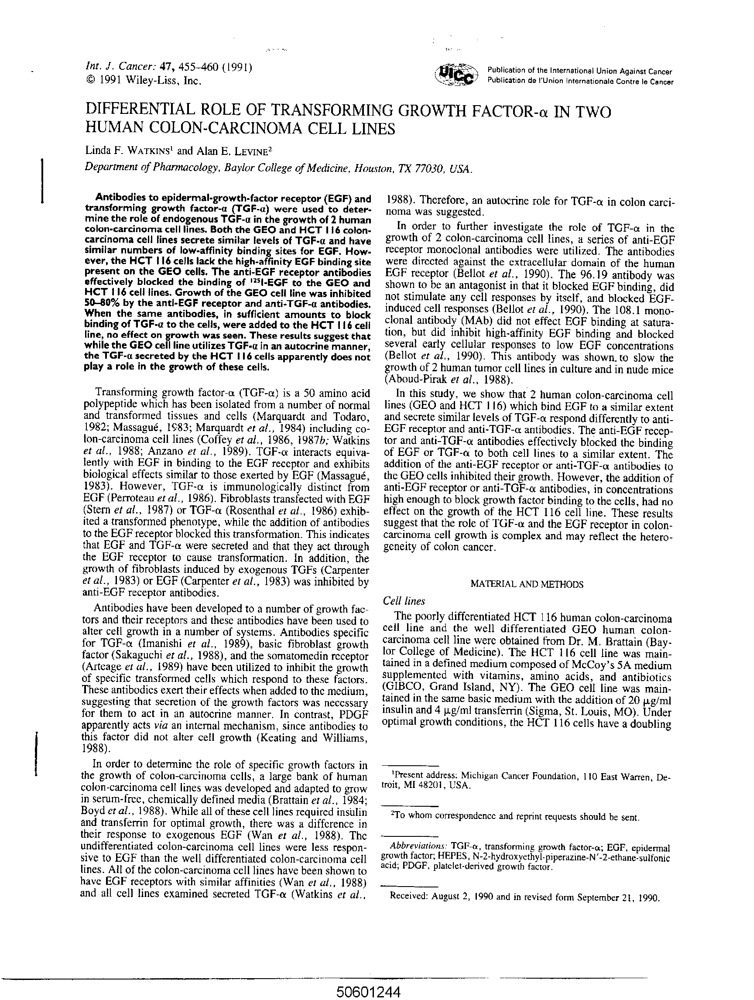 Int. J. Cancer: 47, 455-460 (1991)
© 1991 Wiley-Liss, Inc.
UICC
Publication of the International Union Against Cancer
Publication de l'Union Internationale Contre le Cancer
DIFFERENTIAL ROLE OF TRANSFORMING GROWTH FACTOR-α IN TWO
HUMAN COLON-CARCINOMA CELL LINES
Linda F. WATKINS¹ and Alan E. LEVINE²
Department of Pharmacology, Baylor College of Medicine, Houston, TX 77030, USA.
Antibodies to epidermal-growth-factor receptor (EGF) and
transforming growth factor-α (TGF-α) were used to deter-
mine the role of endogenous TGF-α in the growth of 2 human
colon-carcinoma cell lines. Both the GEO and HCT 116 colon-
carcinoma cell lines secrete similar levels of TGF-α and have
similar numbers of low-affinity binding sites for EGF. How-
ever, the HCT 116 cells lack the high-affinity EGF binding site
present on the GEO cells. The anti-EGF receptor antibodies
effectively blocked the binding of ¹²⁵I-EGF to the GEO and
HCT 116 cell lines. Growth of the GEO cell line was inhibited
50-80% by the anti-EGF receptor and anti-TGF-α antibodies.
When the same antibodies, in sufficient amounts to block
binding of TGF-α to the cells, were added to the HCT 116 cell
line, no effect on growth was seen. These results suggest that
while the GEO cell line utilizes TGF-α in an autocrine manner,
the TGF-α secreted by the HCT 116 cells apparently does not
play a role in the growth of these cells.
Transforming growth factor-α (TGF-α) is a 50 amino acid
polypeptide which has been isolated from a number of normal
and transformed tissues and cells (Marquardt and Todaro,
1982; Massagué, 1983; Marquardt et al., 1984) including co-
lon-carcinoma cell lines (Coffey et al., 1986, 1987b; Watkins
et al., 1988; Anzano et al., 1989). TGF-α interacts equiva-
lently with EGF in binding to the EGF receptor and exhibits
biological effects similar to those exerted by EGF (Massagué,
1983). However, TGF-α is immunologically distinct from
EGF (Perroteau et al., 1986). Fibroblasts transfected with EGF
(Stern et al., 1987) or TGF-α (Rosenthal et al., 1986) exhib-
ited a transformed phenotype, while the addition of antibodies
to the EGF receptor blocked this transformation. This indicates
that EGF and TGF-α were secreted and that they act through
the EGF receptor to cause transformation. In addition, the
growth of fibroblasts induced by exogenous TGFs (Carpenter
et al., 1983) or EGF (Carpenter et al., 1983) was inhibited by
anti-EGF receptor antibodies.
Antibodies have been developed to a number of growth fac-
tors and their receptors and these antibodies have been used to
alter cell growth in a number of systems. Antibodies specific
for TGF-α (Imanishi et al., 1989), basic fibroblast growth
factor (Sakaguchi et al., 1988), and the somatomedin receptor
(Arteage et al., 1989) have been utilized to inhibit the growth
of specific transformed cells which respond to these factors.
These antibodies exert their effects when added to the medium,
suggesting that secretion of the growth factors was necessary
for them to act in an autocrine manner. In contrast, PDGF
apparently acts via an internal mechanism, since antibodies to
this factor did not alter cell growth (Keating and Williams,
1988).
In order to determine the role of specific growth factors in
the growth of colon-carcinoma cells, a large bank of human
colon-carcinoma cell lines was developed and adapted to grow
in serum-free, chemically defined media (Brattain et al., 1984;
Boyd et al., 1988). While all of these cell lines required insulin
and transferrin for optimal growth, there was a difference in
their response to exogenous EGF (Wan et al., 1988). The
undifferentiated colon-carcinoma cell lines were less respon-
sive to EGF than the well differentiated colon-carcinoma cell
lines. All of the colon-carcinoma cell lines have been shown to
have EGF receptors with similar affinities (Wan et al., 1988)
and all cell lines examined secreted TGF-α (Watkins et al.,
1988). Therefore, an autocrine role for TGF-α in colon carci-
noma was suggested.
In order to further investigate the role of TGF-α in the
growth of 2 colon-carcinoma cell lines, a series of anti-EGF
receptor monoclonal antibodies were utilized. The antibodies
were directed against the extracellular domain of the human
EGF receptor (Bellot et al., 1990). The 96.19 antibody was
shown to be an antagonist in that it blocked EGF binding, did
not stimulate any cell responses by itself, and blocked EGF-
induced cell responses (Bellot et al., 1990). The 108.1 mono-
clonal antibody (MAb) did not effect EGF binding at satura-
tion, but did inhibit high-affinity EGF binding and blocked
several early cellular responses to low EGF concentrations
(Bellot et al., 1990). This antibody was shown to slow the
growth of 2 human tumor cell lines in culture and in nude mice
(Aboud-Pirak et al., 1988).
In this study, we show that 2 human colon-carcinoma cell
lines (GEO and HCT 116) which bind EGF to a similar extent
and secrete similar levels of TGF-α respond differently to anti-
EGF receptor and anti-TGF-α antibodies. The anti-EGF recep-
tor and anti-TGF-α antibodies effectively blocked the binding
of EGF or TGF-α to both cell lines to a similar extent. The
addition of the anti-EGF receptor or anti-TGF-α antibodies to
the GEO cells inhibited their growth. However, the addition of
anti-EGF receptor or anti-TGF-α antibodies, in concentrations
high enough to block growth factor binding to the cells, had no
effect on the growth of the HCT 116 cell line. These results
suggest that the role of TGF-α and the EGF receptor in colon-
carcinoma cell growth is complex and may reflect the hetero-
geneity of colon cancer.
MATERIAL AND METHODS
Cell lines
The poorly differentiated HCT 116 human colon-carcinoma
cell line and the well differentiated GEO human colon-
carcinoma cell line were obtained from Dr. M. Brattain (Bay-
lor College of Medicine). The HCT 116 cell line was main-
tained in a defined medium composed of McCoy's 5A medium
supplemented with vitamins, amino acids, and antibiotics
(GIBCO, Grand Island, NY). The GEO cell line was main-
tained in the same basic medium with the addition of 20 μg/ml
insulin and 4 μg/ml transferrin (Sigma, St. Louis, MO). Under
optimal growth conditions, the HCT 116 cells have a doubling
¹Present address: Michigan Cancer Foundation, 110 East Warren, De-
troit, MI 48201, USA.
²To whom correspondence and reprint requests should be sent.
Abbreviations: TGF-α, transforming growth factor-α; EGF, epidermal
growth factor; HEPES, N-2-hydroxyethyl-piperazine-N'-2-ethane-sulfonic
acid; PDGF, platelet-derived growth factor.
Received: August 2, 1990 and in revised form September 21, 1990.
50601244